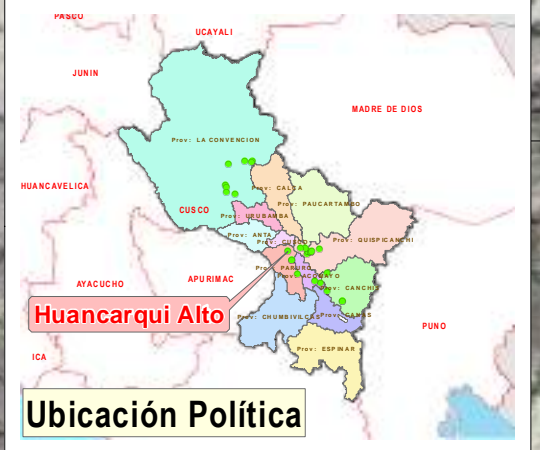 PASCO
UCAYALI
JUNIN
MADRE DE DIOS
Prov: LA CONVENCION
HUANCAVELICA
Prov: CALCA
Prov: PAUCARTAMBO
CUSCO
Prov: URUBAMBA
Prov: ANTA
Prov: CUSCO
Prov: QUISPICANCHI
Prov: PARURO
Prov: ACOMAYO
AYACUCHO
APURIMAC
Prov: CANCHIS
Huancarqui Alto
Prov: CHUMBIVILCAS
Prov: CANAS
PUNO
Prov: ESPINAR
ICA
Ubicación Política